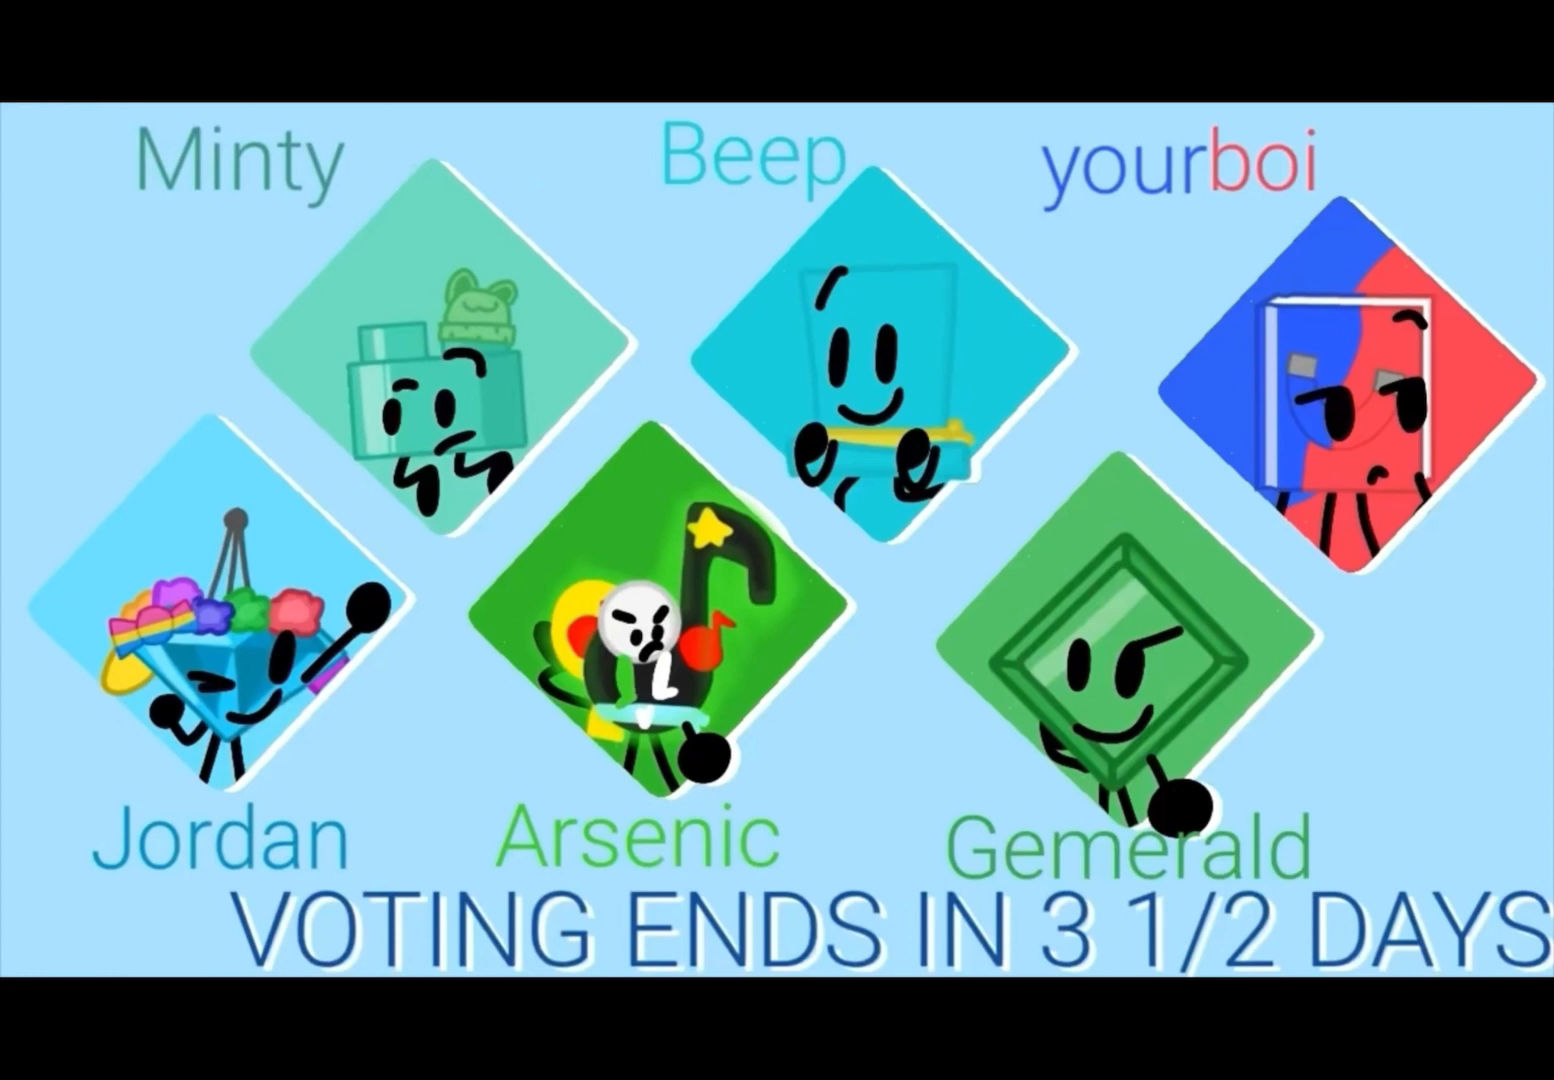 Minty
Beep
yourboi
Jordan
Arsenic
Gemerald
VOTING ENDS IN 3 1/2 DAYS